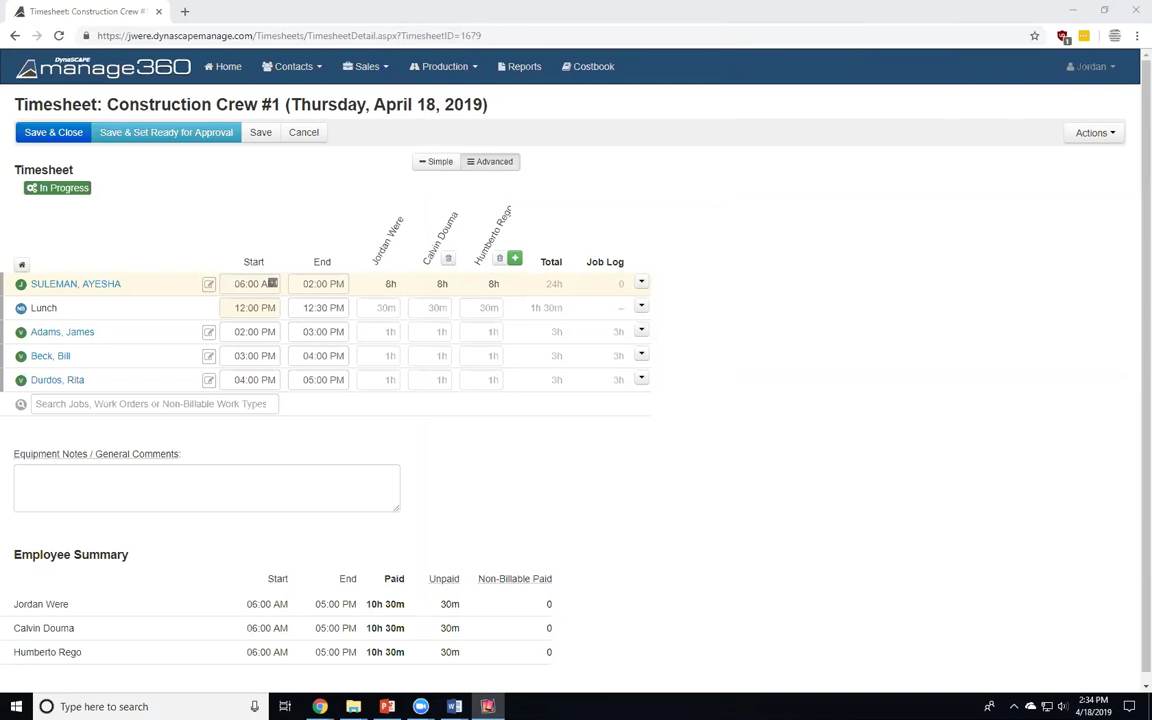 Timesheet: Construction Crew #1
https://jwere.dynascapemanage.com/Timesheets/TimesheetDetail.aspx?TimesheetID=1679
DynaSCAPE
manage360 Home Contacts Sales Production Reports Costbook Jordan
Timesheet: Construction Crew #1 (Thursday, April 18, 2019)
Save & Close Save & Set Ready for Approval Save Cancel Actions
Simple Advanced
Timesheet
In Progress
Start End Jordan Were Calvin Douma Humberto Rego Total Job Log
J SULEMAN, AYESHA 06:00 A 02:00 PM 8h 8h 8h 24h 0
NB Lunch 12:00 PM 12:30 PM 30m 30m 30m 1h 30m –
V Adams, James 02:00 PM 03:00 PM 1h 1h 1h 3h 3h
V Beck, Bill 03:00 PM 04:00 PM 1h 1h 1h 3h 3h
V Durdos, Rita 04:00 PM 05:00 PM 1h 1h 1h 3h 3h
Search Jobs, Work Orders or Non-Billable Work Types
Equipment Notes / General Comments:
Employee Summary
Start End Paid Unpaid Non-Billable Paid
Jordan Were 06:00 AM 05:00 PM 10h 30m 30m 0
Calvin Douma 06:00 AM 05:00 PM 10h 30m 30m 0
Humberto Rego 06:00 AM 05:00 PM 10h 30m 30m 0
Type here to search 2:34 PM
4/18/2019